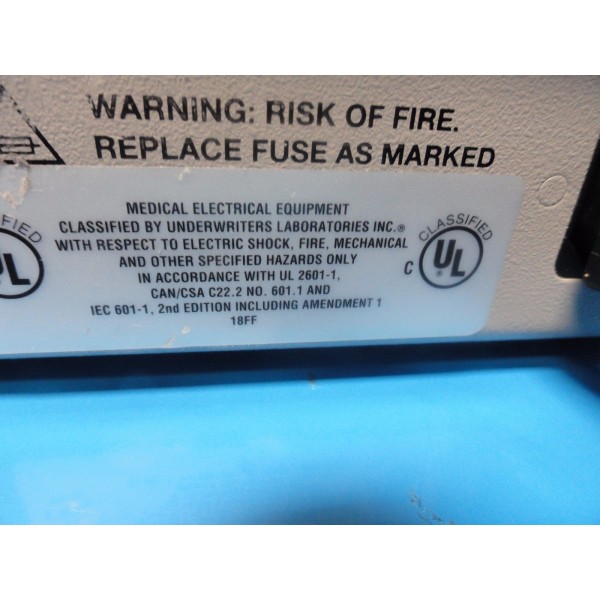 WARNING: RISK OF FIRE.
REPLACE FUSE AS MARKED
MEDICAL ELECTRICAL EQUIPMENT
CLASSIFIED BY UNDERWRITERS LABORATORIES INC.®
WITH RESPECT TO ELECTRIC SHOCK, FIRE, MECHANICAL
AND OTHER SPECIFIED HAZARDS ONLY
IN ACCORDANCE WITH UL 2601-1,
CAN/CSA C22.2 NO. 601.1 AND
IEC 601-1, 2nd EDITION INCLUDING AMENDMENT 1
18FF
SIFIED
UL
CLASSIFIED
C UL